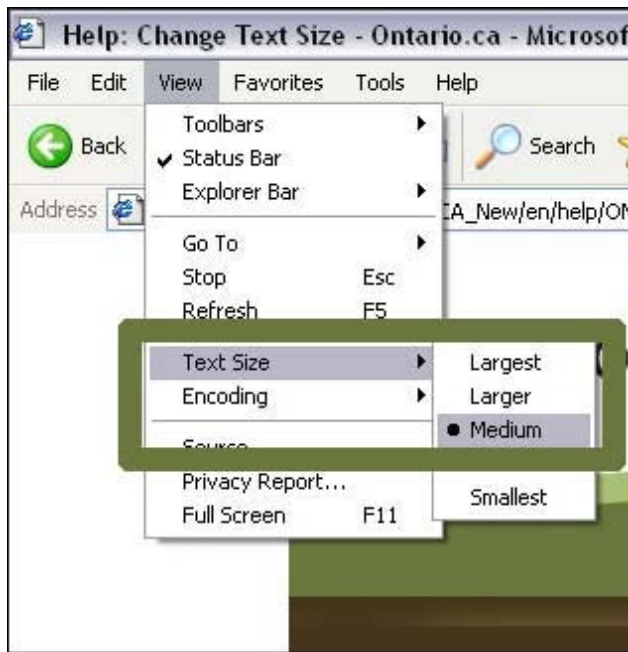 Help: Change Text Size - Ontario.ca - Microsof
File Edit View Favorites Tools Help
Back Search
Toolbars
Status Bar
Explorer Bar
Address CA_New/en/help/ON
Go To
Stop Esc
Refresh F5
Text Size Largest
Encoding Larger
Medium
Source
Privacy Report...
Smallest
Full Screen F11